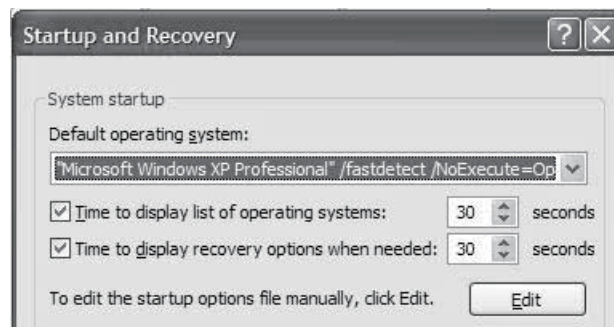 Startup and Recovery
System startup
Default operating system:
"Microsoft Windows XP Professional" /fastdetect /NoExecute=Op
Time to display list of operating systems: 30 seconds
Time to display recovery options when needed: 30 seconds
To edit the startup options file manually, click Edit. Edit